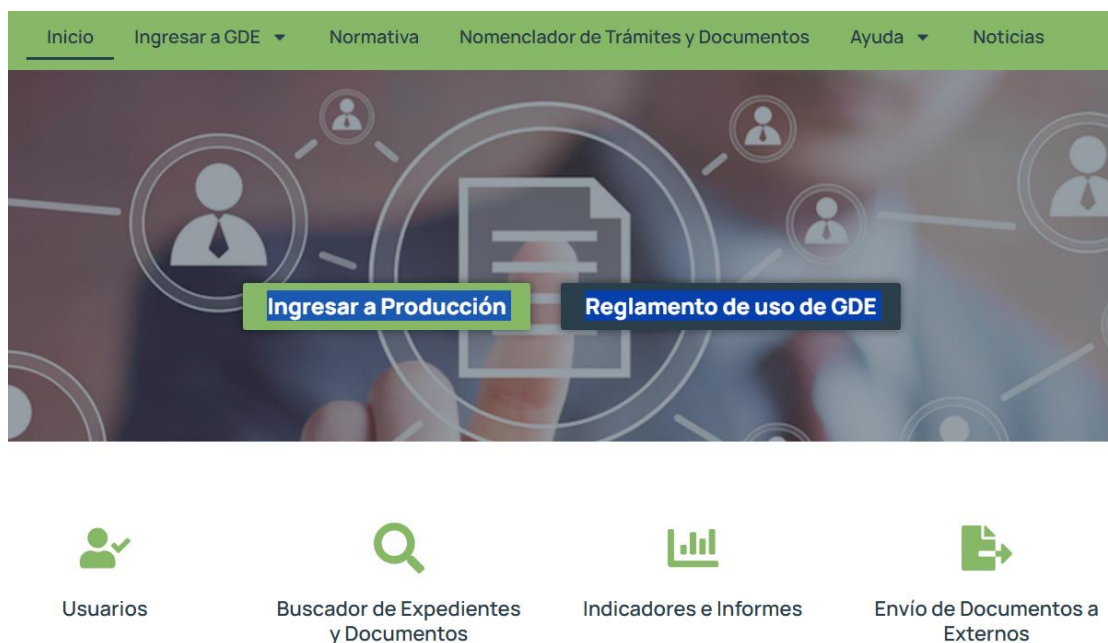 Inicio Ingresar a GDE Normativa Nomenclador de Trámites y Documentos Ayuda Noticias
Ingresar a Producción Reglamento de uso de GDE
Usuarios
Buscador de Expedientes
y Documentos
Indicadores e Informes
Envío de Documentos a
Externos